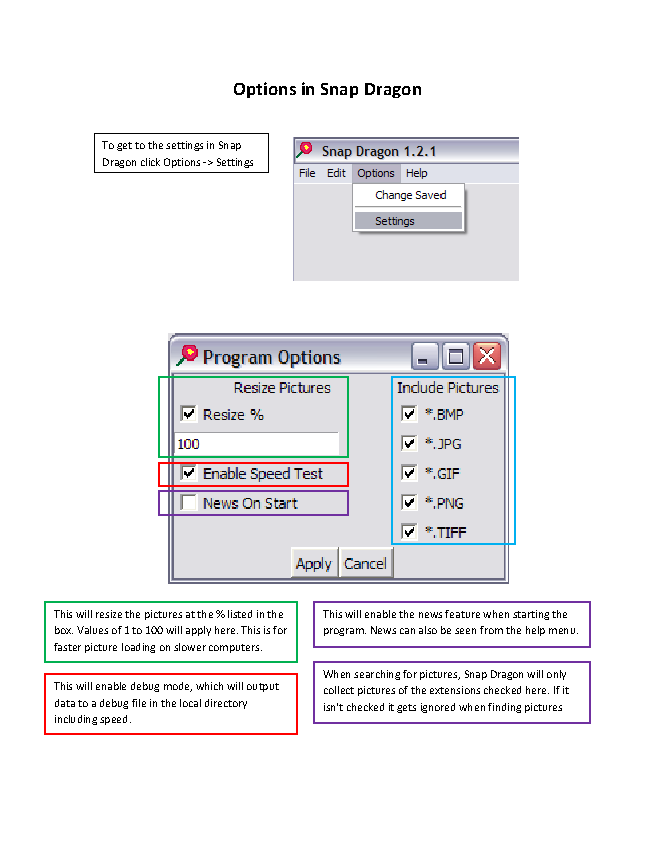 Options in Snap Dragon
To get to the settings in Snap
Dragon click Options -> Settings
Snap Dragon 1.2.1
File Edit Options Help
Change Saved
Settings
Program Options
Resize Pictures
Resize %
100
Enable Speed Test
News On Start
Include Pictures
*.BMP
*.JPG
*.GIF
*.PNG
*.TIFF
Apply Cancel
This will resize the pictures at the % listed in the
box. Values of 1 to 100 will apply here. This is for
faster picture loading on slower computers.
This will enable debug mode, which will output
data to a debug file in the local directory
including speed.
This will enable the news feature when starting the
program. News can also be seen from the help menu.
When searching for pictures, Snap Dragon will only
collect pictures of the extensions checked here. If it
isn't checked it gets ignored when finding pictures